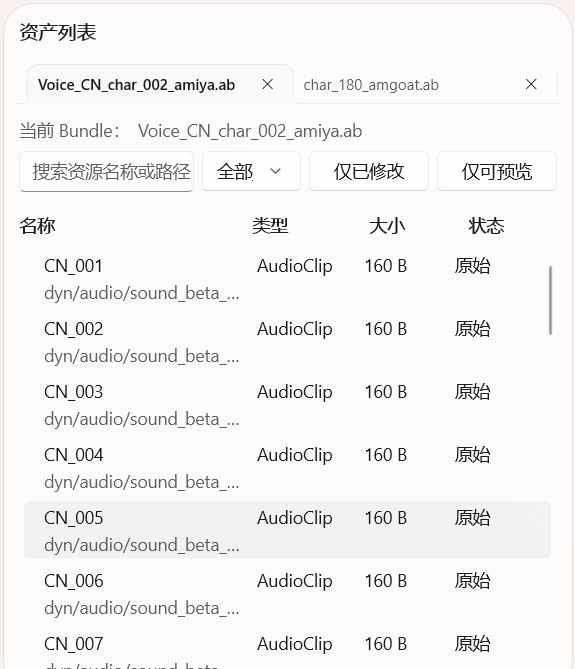 资产列表
Voice_CN_char_002_amiya.ab
char_180_amgoat.ab
当前 Bundle： Voice_CN_char_002_amiya.ab
搜索资源名称或路径 全部 仅已修改 仅可预览
名称 类型 大小 状态
CN_001 AudioClip 160 B 原始
dyn/audio/sound_beta_...
CN_002 AudioClip 160 B 原始
dyn/audio/sound_beta_...
CN_003 AudioClip 160 B 原始
dyn/audio/sound_beta_...
CN_004 AudioClip 160 B 原始
dyn/audio/sound_beta_...
CN_005 AudioClip 160 B 原始
dyn/audio/sound_beta_...
CN_006 AudioClip 160 B 原始
dyn/audio/sound_beta_...
CN_007 AudioClip 160 B 原始